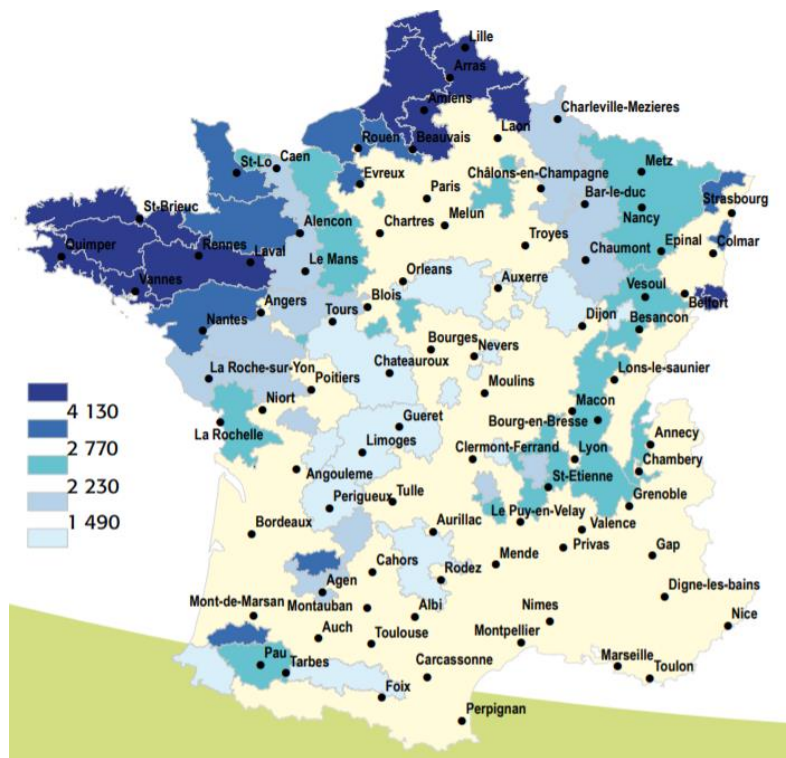 Lille
Arras
Amiens
Charleville-Mezieres
Laon
Rouen
Beauvais
Caen
St-Lo
Metz
Evreux
Châlons-en-Champagne
Paris
Bar-le-duc
Strasbourg
St-Brieuc
Nancy
Melun
Alencon
Chartres
Troyes
Epinal
Colmar
Quimper
Rennes
Laval
Chaumont
Le Mans
Vannes
Orleans
Auxerre
Vesoul
Belfort
Angers
Blois
Tours
Dijon
Besancon
Nantes
Bourges
Nevers
Chateauroux
La Roche-sur-Yon
Poitiers
Lons-le-saunier
Moulins
Niort
Macon
4 130
Gueret
Bourg-en-Bresse
La Rochelle
Annecy
2 770
Limoges
Clermont-Ferrand
Lyon
Chambery
Angouleme
St-Etienne
2 230
Perigueux
Tulle
Grenoble
Le Puy-en-Velay
1 490
Bordeaux
Aurillac
Valence
Privas
Gap
Cahors
Mende
Agen
Rodez
Digne-les-bains
Mont-de-Marsan
Montauban
Albi
Nimes
Nice
Auch
Toulouse
Montpellier
Marseille
Pau
Tarbes
Carcassonne
Toulon
Foix
Perpignan